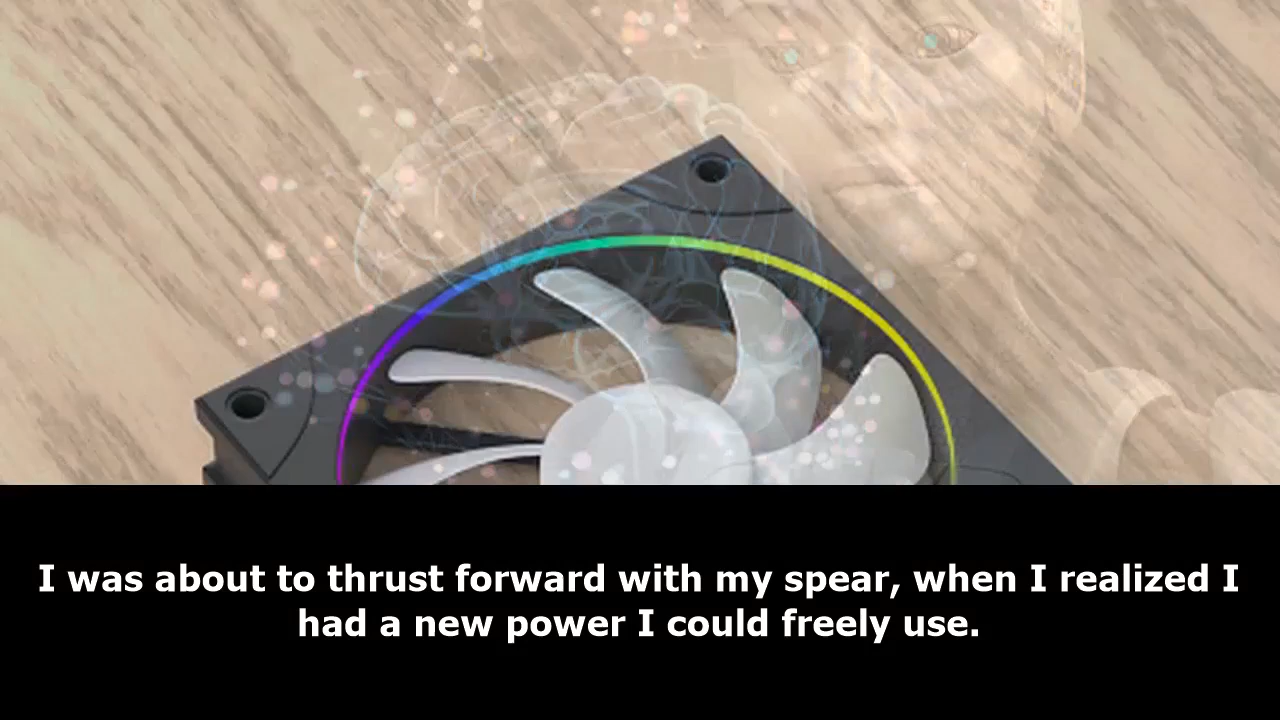 I was about to thrust forward with my spear, when I realized I
had a new power I could freely use.